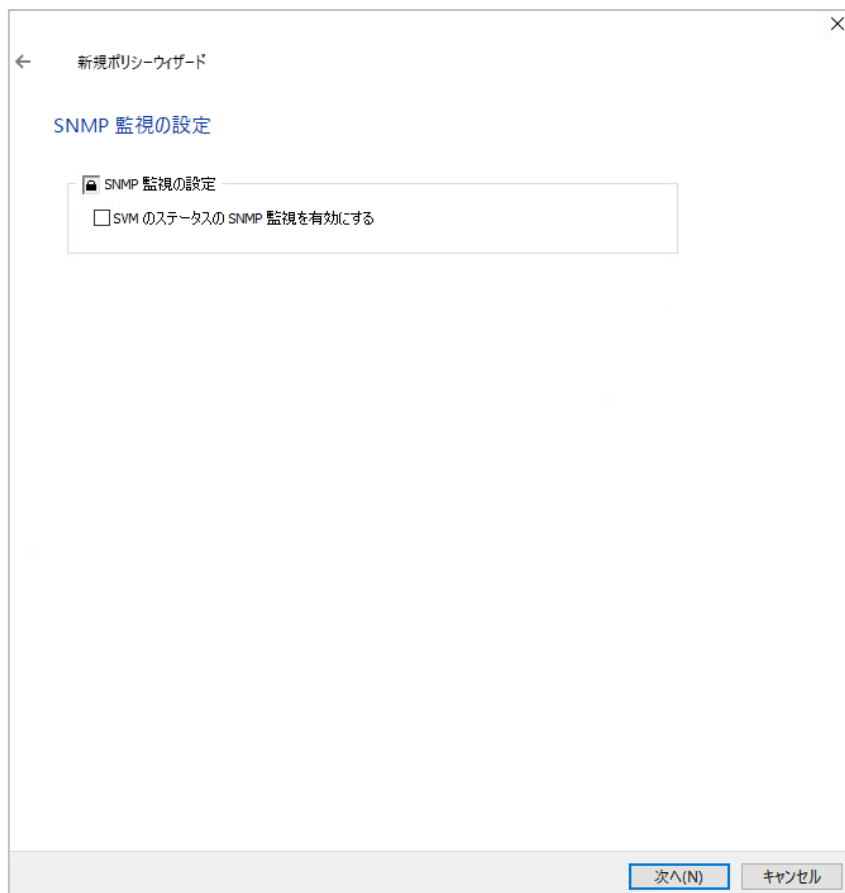 新規ポリシーウィザード
SNMP 監視の設定
SNMP 監視の設定
SVM のステータスの SNMP 監視を有効にする
次へ(N)
キャンセル